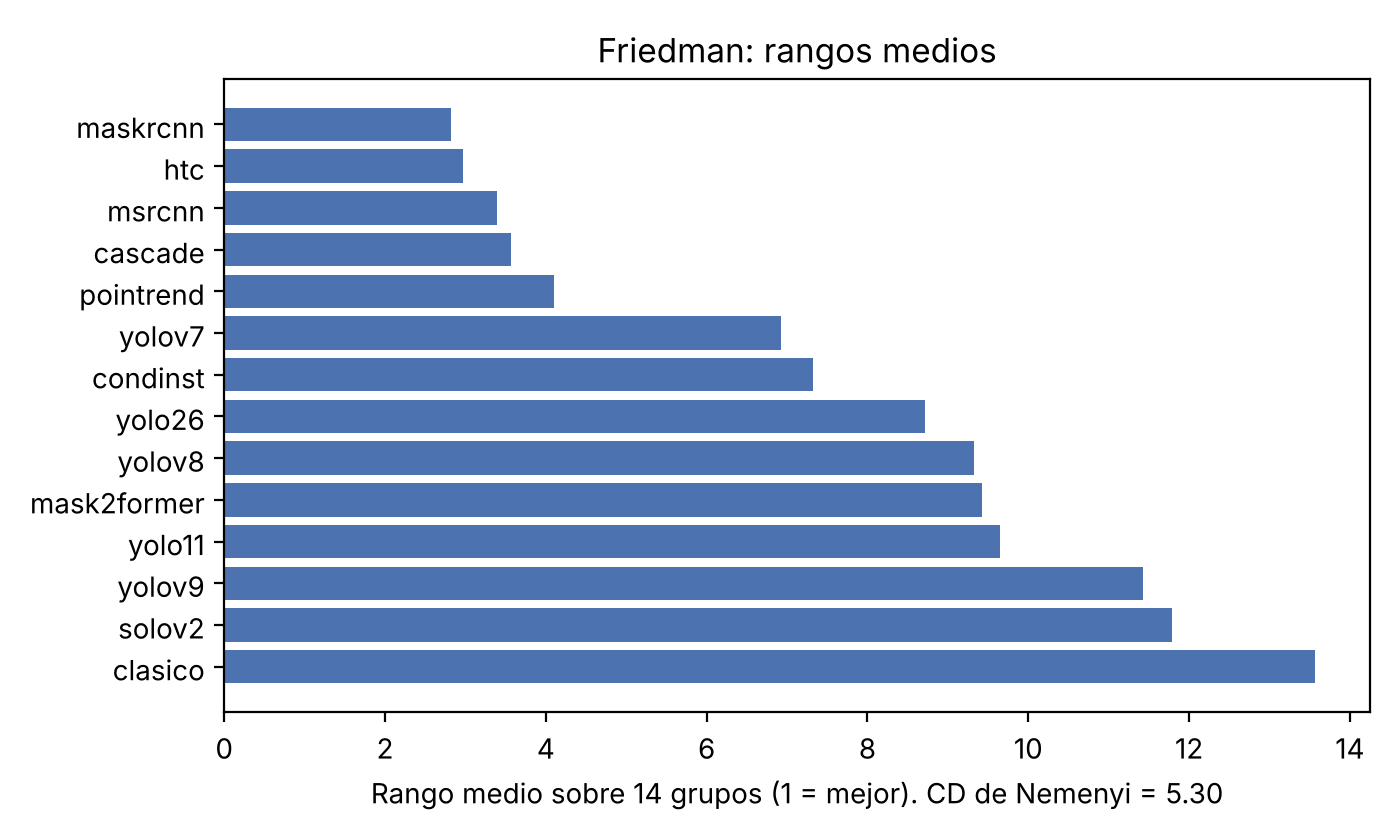 Friedman: rangos medios
maskrcnn
htc
msrcnn
cascade
pointrend
yolov7
condinst
yolo26
yolov8
mask2former
yolo11
yolov9
solov2
clasico
0 2 4 6 8 10 12 14
Rango medio sobre 14 grupos (1 = mejor). CD de Nemenyi = 5.30